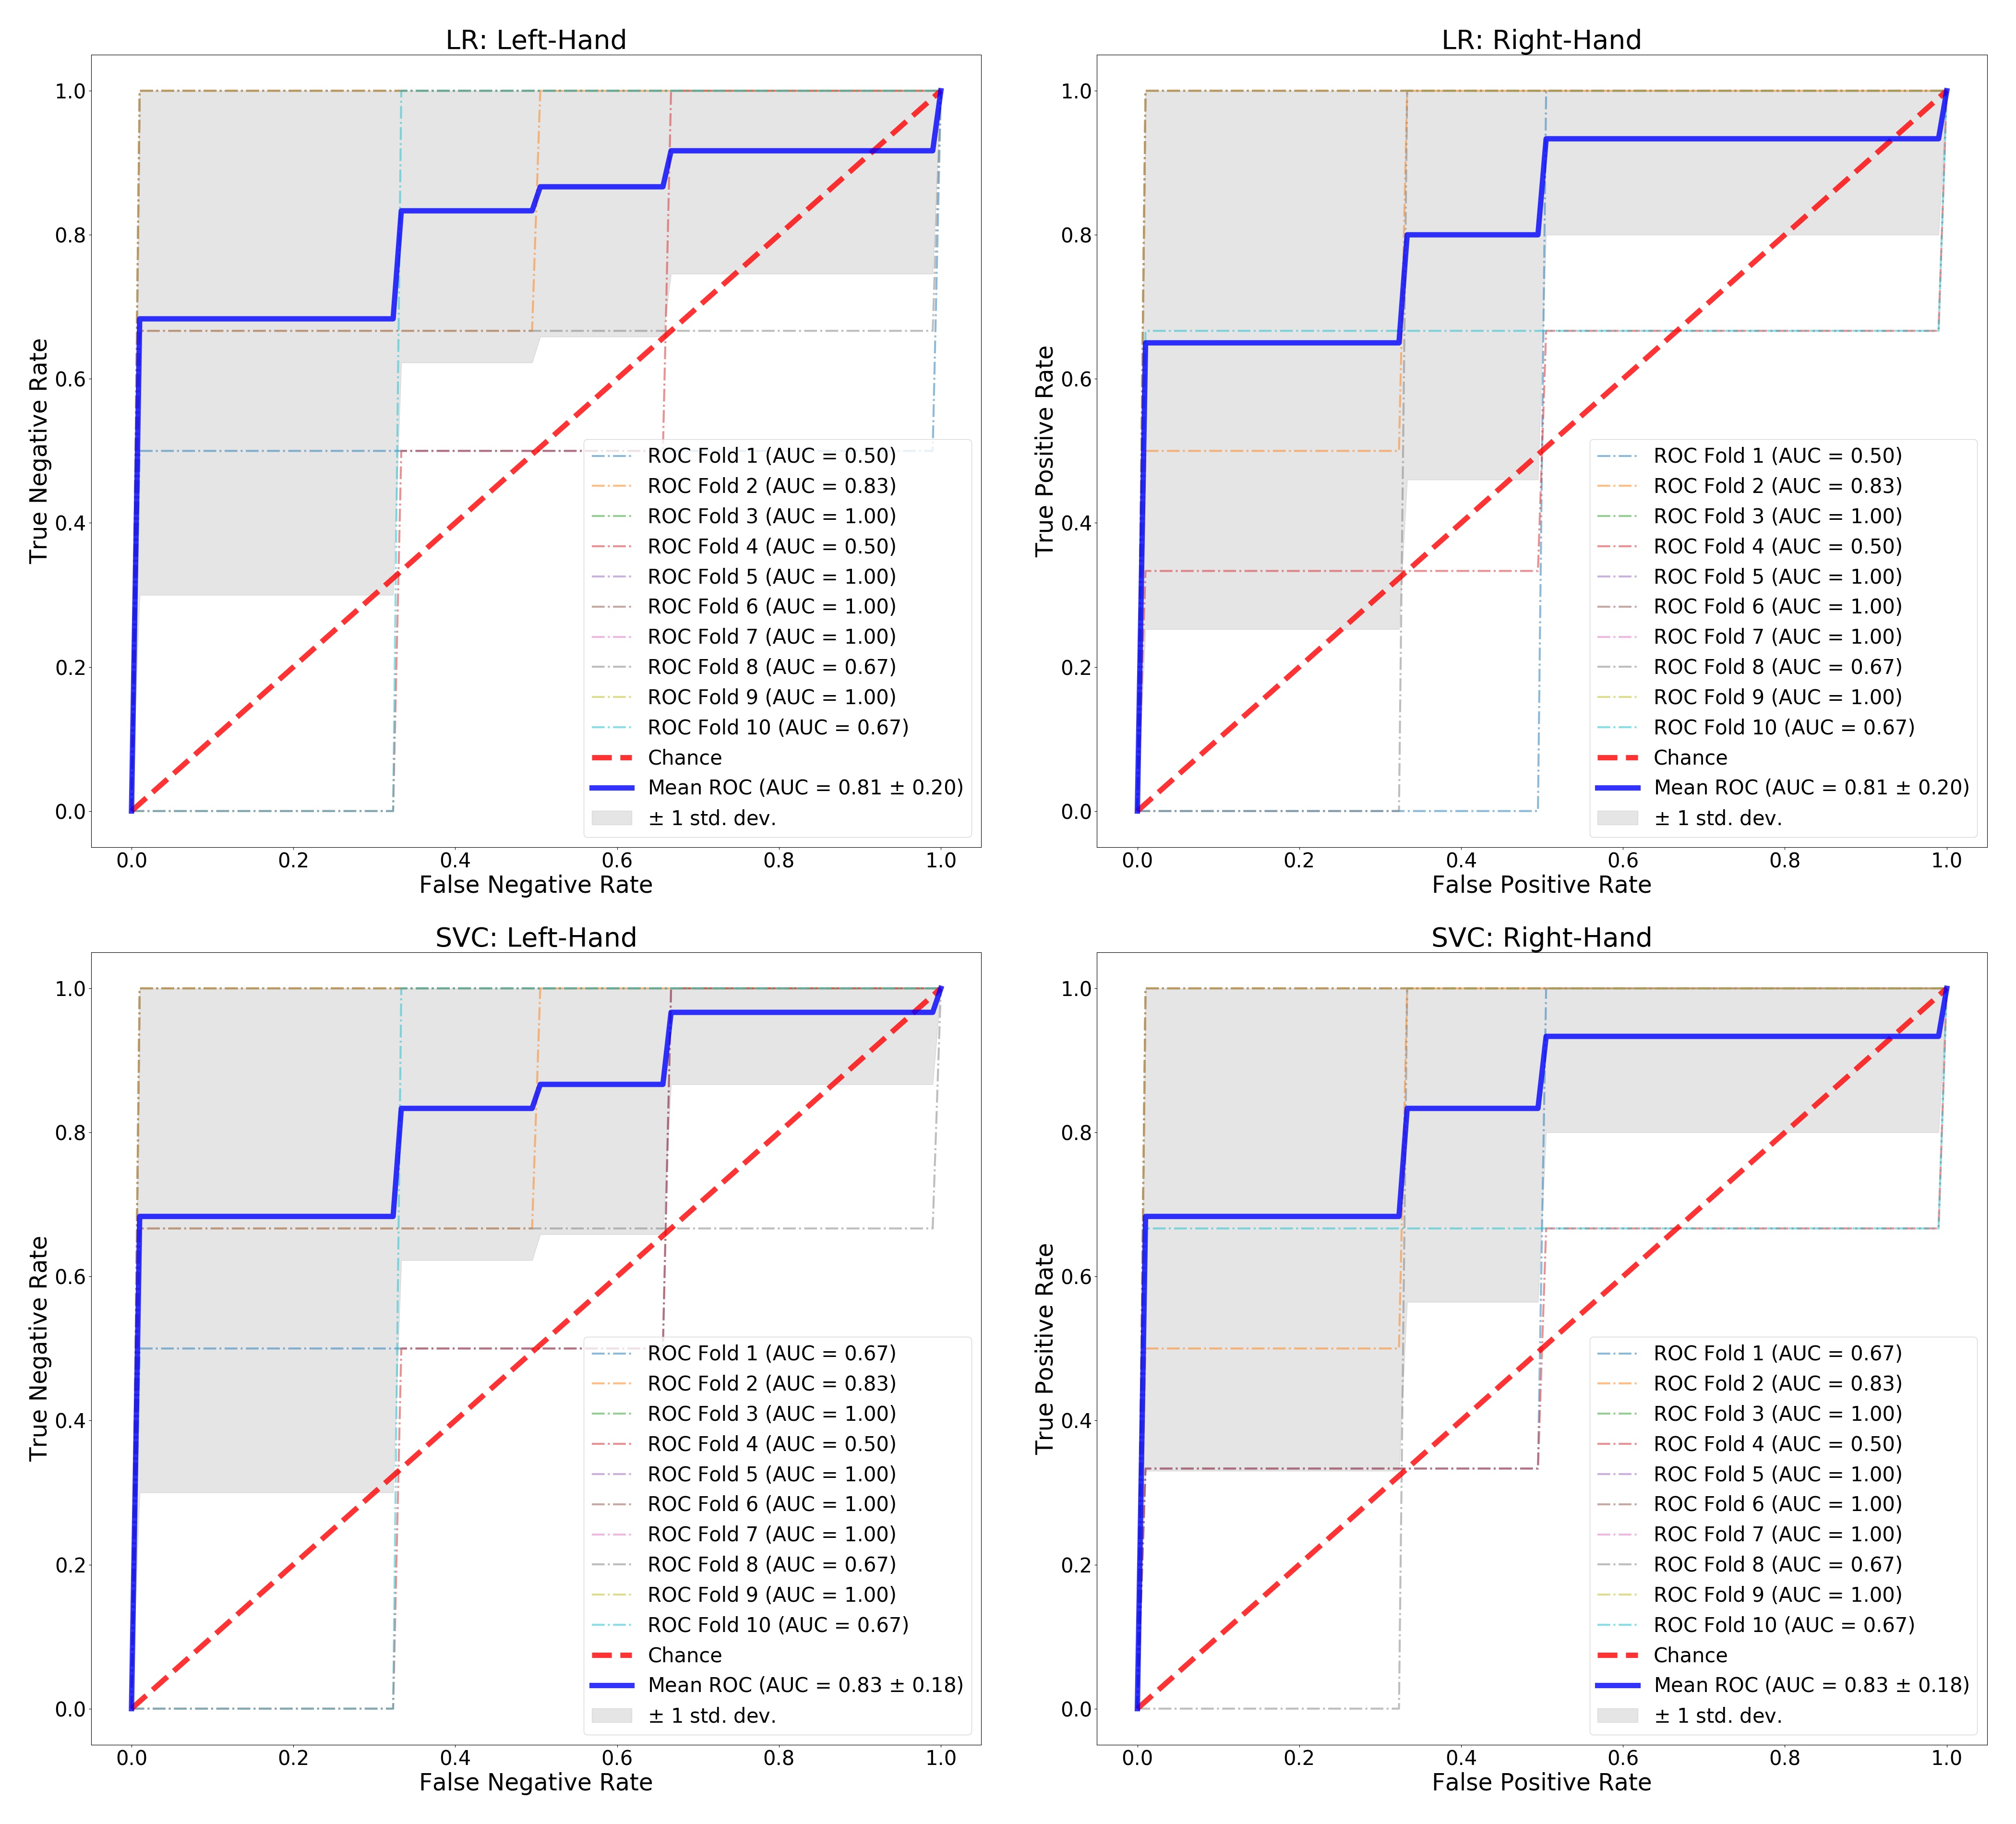 LR: Left-Hand
1.0
0.8
0.6
0.4
0.2
0.0
True Negative Rate
ROC Fold 1 (AUC = 0.50)
ROC Fold 2 (AUC = 0.83)
ROC Fold 3 (AUC = 1.00)
ROC Fold 4 (AUC = 0.50)
ROC Fold 5 (AUC = 1.00)
ROC Fold 6 (AUC = 1.00)
ROC Fold 7 (AUC = 1.00)
ROC Fold 8 (AUC = 0.67)
ROC Fold 9 (AUC = 1.00)
ROC Fold 10 (AUC = 0.67)
Chance
Mean ROC (AUC = 0.81 ± 0.20)
± 1 std. dev.
0.0 0.2 0.4 0.6 0.8 1.0
False Negative Rate
LR: Right-Hand
1.0
0.8
0.6
0.4
0.2
0.0
True Positive Rate
ROC Fold 1 (AUC = 0.50)
ROC Fold 2 (AUC = 0.83)
ROC Fold 3 (AUC = 1.00)
ROC Fold 4 (AUC = 0.50)
ROC Fold 5 (AUC = 1.00)
ROC Fold 6 (AUC = 1.00)
ROC Fold 7 (AUC = 1.00)
ROC Fold 8 (AUC = 0.67)
ROC Fold 9 (AUC = 1.00)
ROC Fold 10 (AUC = 0.67)
Chance
Mean ROC (AUC = 0.81 ± 0.20)
± 1 std. dev.
0.0 0.2 0.4 0.6 0.8 1.0
False Positive Rate
SVC: Left-Hand
1.0
0.8
0.6
0.4
0.2
0.0
True Negative Rate
ROC Fold 1 (AUC = 0.67)
ROC Fold 2 (AUC = 0.83)
ROC Fold 3 (AUC = 1.00)
ROC Fold 4 (AUC = 0.50)
ROC Fold 5 (AUC = 1.00)
ROC Fold 6 (AUC = 1.00)
ROC Fold 7 (AUC = 1.00)
ROC Fold 8 (AUC = 0.67)
ROC Fold 9 (AUC = 1.00)
ROC Fold 10 (AUC = 0.67)
Chance
Mean ROC (AUC = 0.83 ± 0.18)
± 1 std. dev.
0.0 0.2 0.4 0.6 0.8 1.0
False Negative Rate
SVC: Right-Hand
1.0
0.8
0.6
0.4
0.2
0.0
True Positive Rate
ROC Fold 1 (AUC = 0.67)
ROC Fold 2 (AUC = 0.83)
ROC Fold 3 (AUC = 1.00)
ROC Fold 4 (AUC = 0.50)
ROC Fold 5 (AUC = 1.00)
ROC Fold 6 (AUC = 1.00)
ROC Fold 7 (AUC = 1.00)
ROC Fold 8 (AUC = 0.67)
ROC Fold 9 (AUC = 1.00)
ROC Fold 10 (AUC = 0.67)
Chance
Mean ROC (AUC = 0.83 ± 0.18)
± 1 std. dev.
0.0 0.2 0.4 0.6 0.8 1.0
False Positive Rate